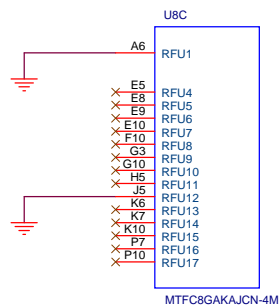 U8C
A6 RFU1
E5 RFU4
E8 RFU5
E9 RFU6
E10 RFU7
F10 RFU8
G3 RFU9
G10 RFU10
H5 RFU11
J5 RFU12
K6 RFU13
K7 RFU14
K10 RFU15
P7 RFU16
P10 RFU17
MTFC8GAKAJCN-4M